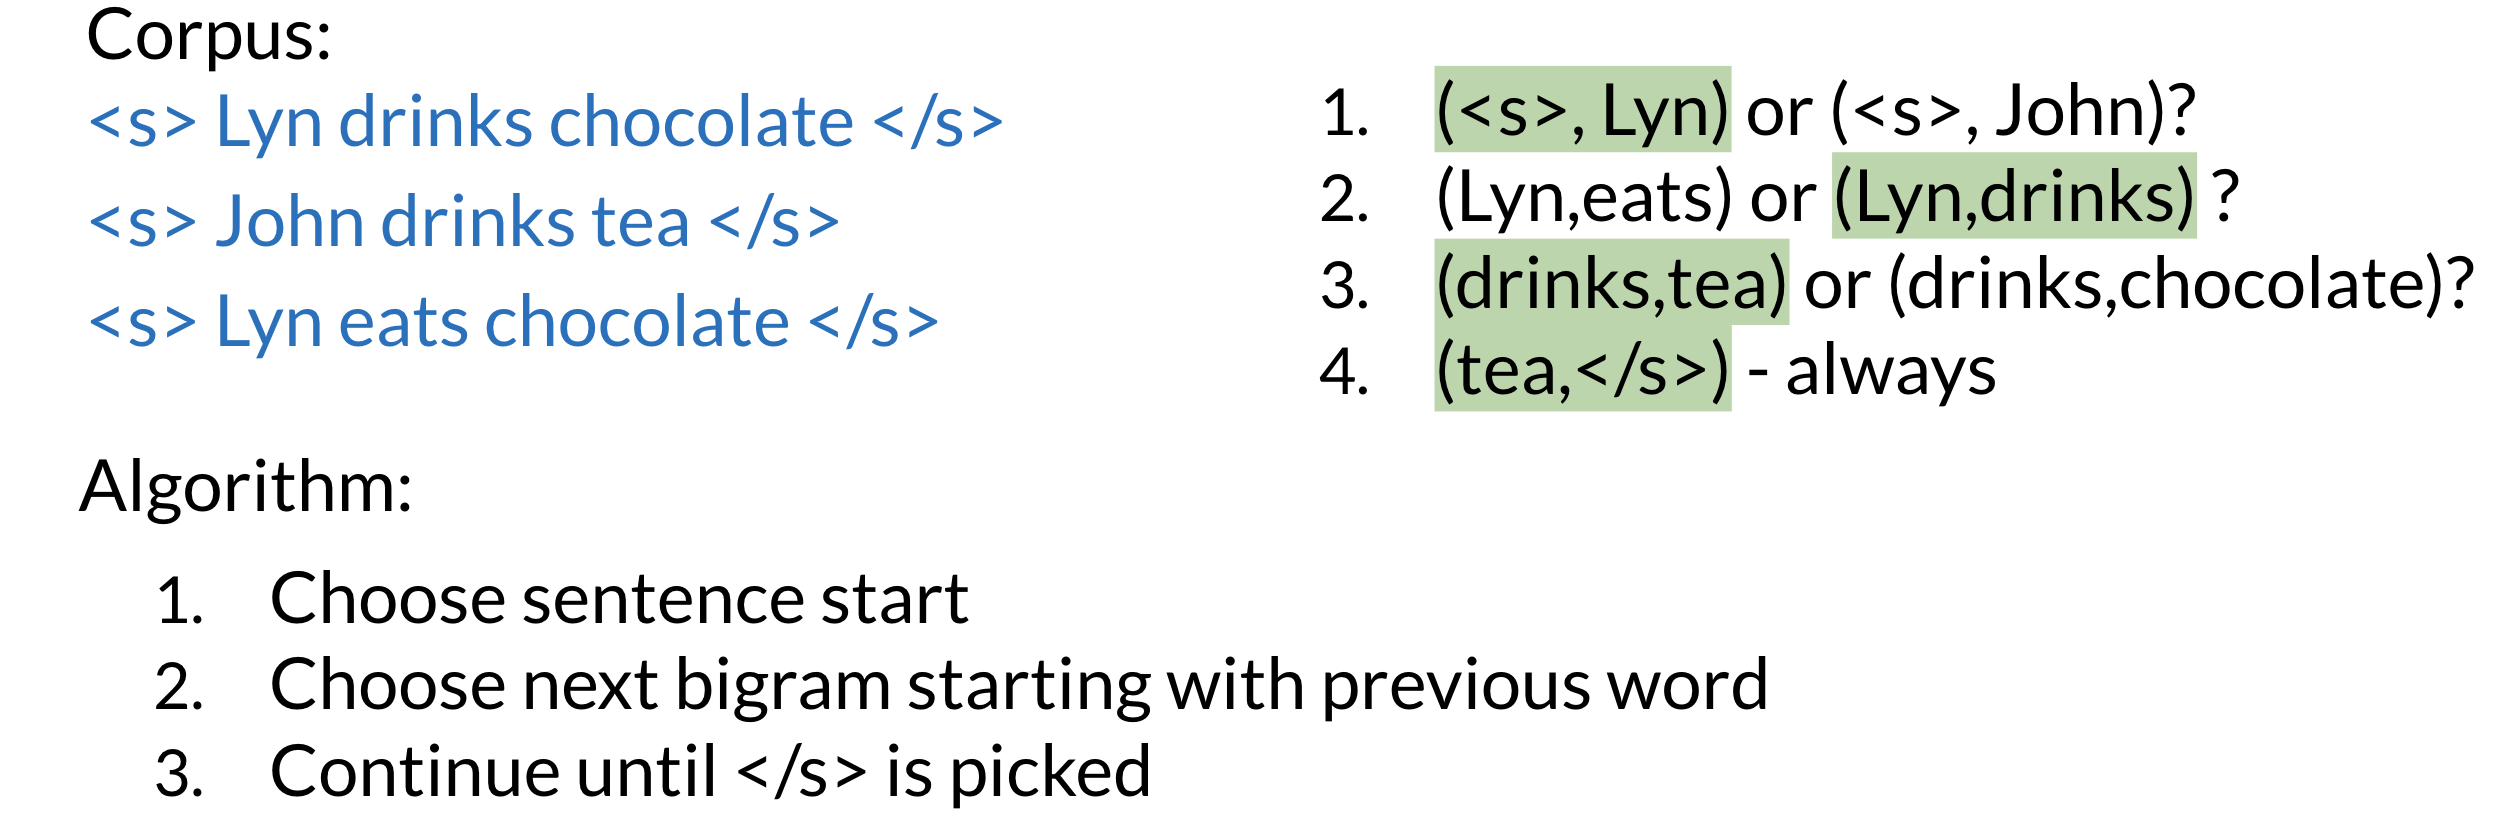 Corpus:
<s> Lyn drinks chocolate </s>
<s> John drinks tea </s>
<s> Lyn eats chocolate </s>
1. (<s>, Lyn) or (<s>, John)?
2. (Lyn,eats) or (Lyn,drinks) ?
3. (drinks,tea) or (drinks,chocolate)?
4. (tea,</s>) - always
Algorithm:
1. Choose sentence start
2. Choose next bigram starting with previous word
3. Continue until </s> is picked